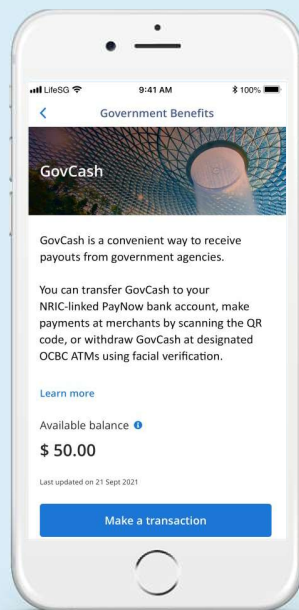 LifeSG
9:41 AM
100%
Government Benefits
GovCash
GovCash is a convenient way to receive
payouts from government agencies.
You can transfer GovCash to your
NRIC-linked PayNow bank account, make
payments at merchants by scanning the QR
code, or withdraw GovCash at designated
OCBC ATMs using facial verification.
Learn more
Available balance
$ 50.00
Last updated on 21 Sept 2021
Make a transaction